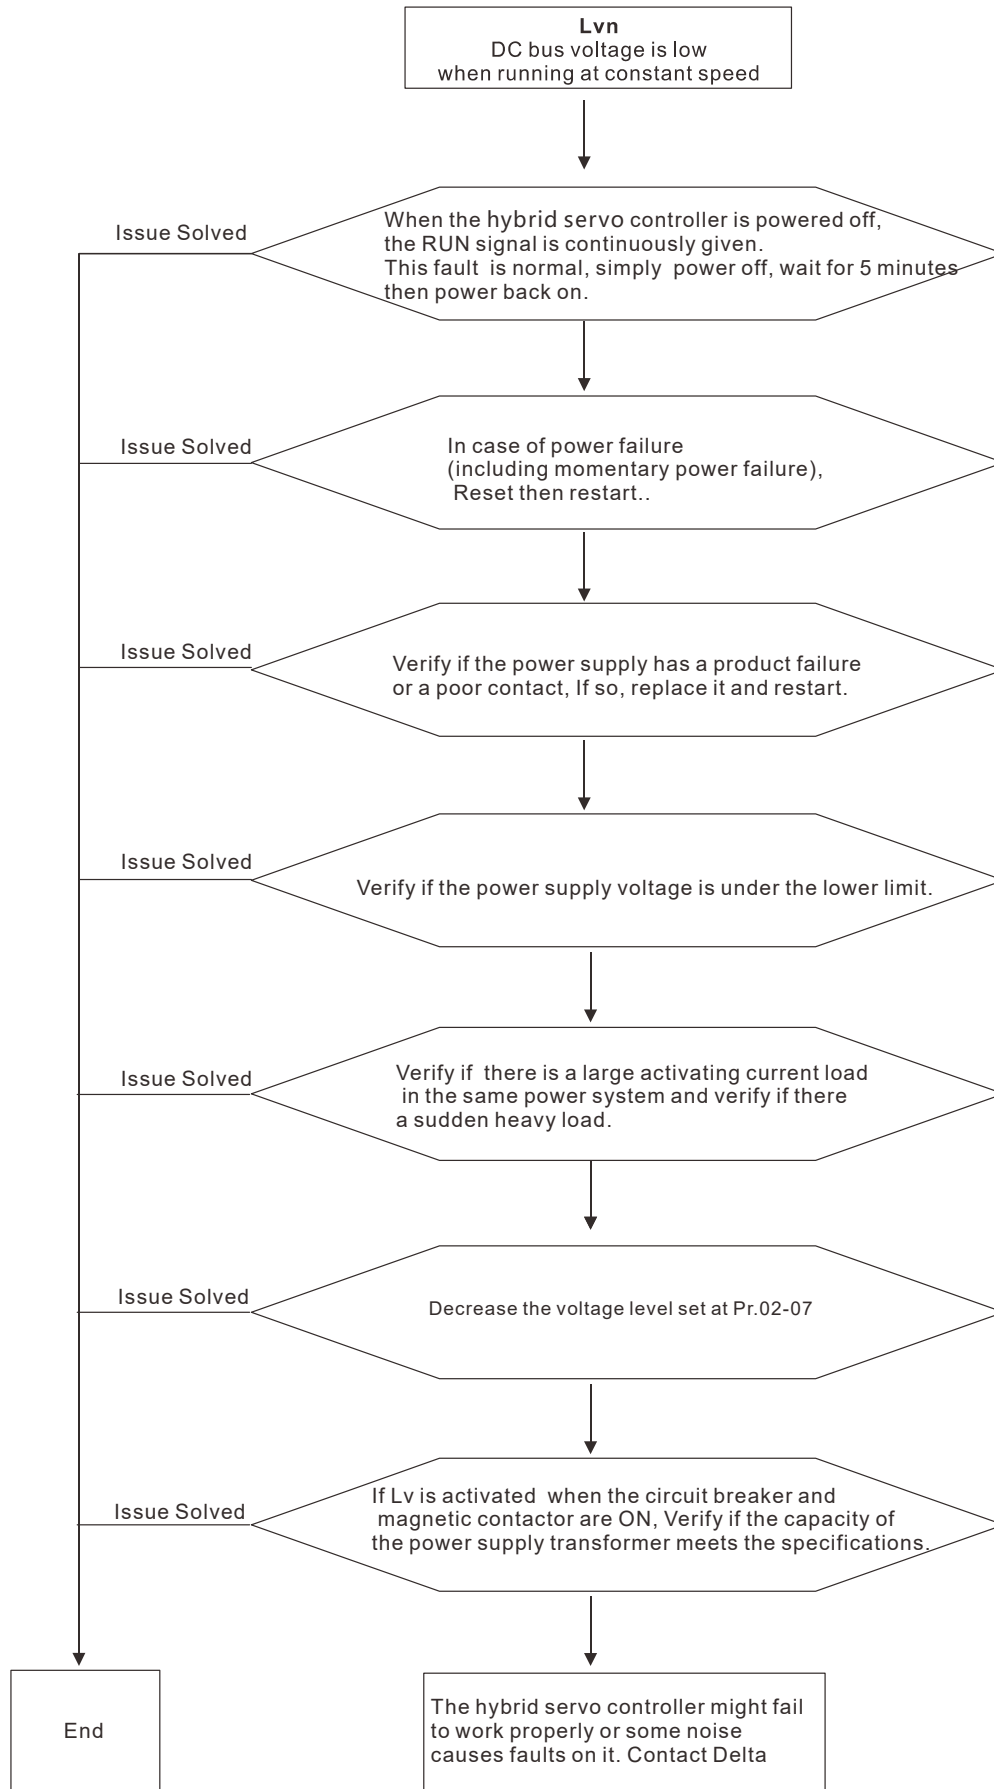 Lvn
DC bus voltage is low
when running at constant speed
Issue Solved
When the hybrid servo controller is powered off,
the RUN signal is continuously given.
This fault is normal, simply power off, wait for 5 minutes
then power back on.
Issue Solved
In case of power failure
(including momentary power failure),
Reset then restart..
Issue Solved
Verify if the power supply has a product failure
or a poor contact, If so, replace it and restart.
Issue Solved
Verify if the power supply voltage is under the lower limit.
Issue Solved
Verify if there is a large activating current load
in the same power system and verify if there
a sudden heavy load.
Issue Solved
Decrease the voltage level set at Pr.02-07
Issue Solved
If Lv is activated when the circuit breaker and
magnetic contactor are ON, Verify if the capacity of
the power supply transformer meets the specifications.
End
The hybrid servo controller might fail
to work properly or some noise
causes faults on it. Contact Delta